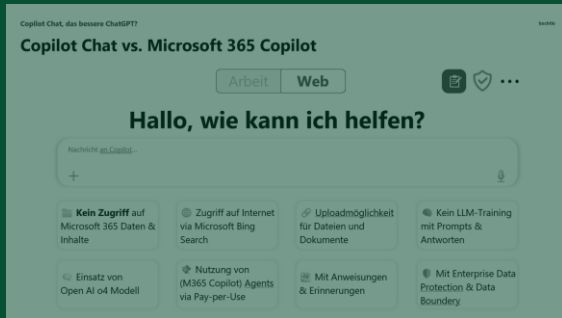 Copilot Chat, das bessere ChatGPT?
Copilot Chat vs. Microsoft 365 Copilot
Arbeit Web
Hallo, wie kann ich helfen?
Nachricht an Copilot...
Kein Zugriff auf
Microsoft 365 Daten &
Inhalte
Zugriff auf Internet
via Microsoft Bing
Search
Uploadmöglichkeit
für Dateien und
Dokumente
Kein LLM-Training
mit Prompts &
Antworten
Einsatz von
Open AI o4 Modell
Nutzung von
(M365 Copilot) Agents
via Pay-per-Use
Mit Anweisungen
& Erinnerungen
Mit Enterprise Data
Protection & Data
Boundery